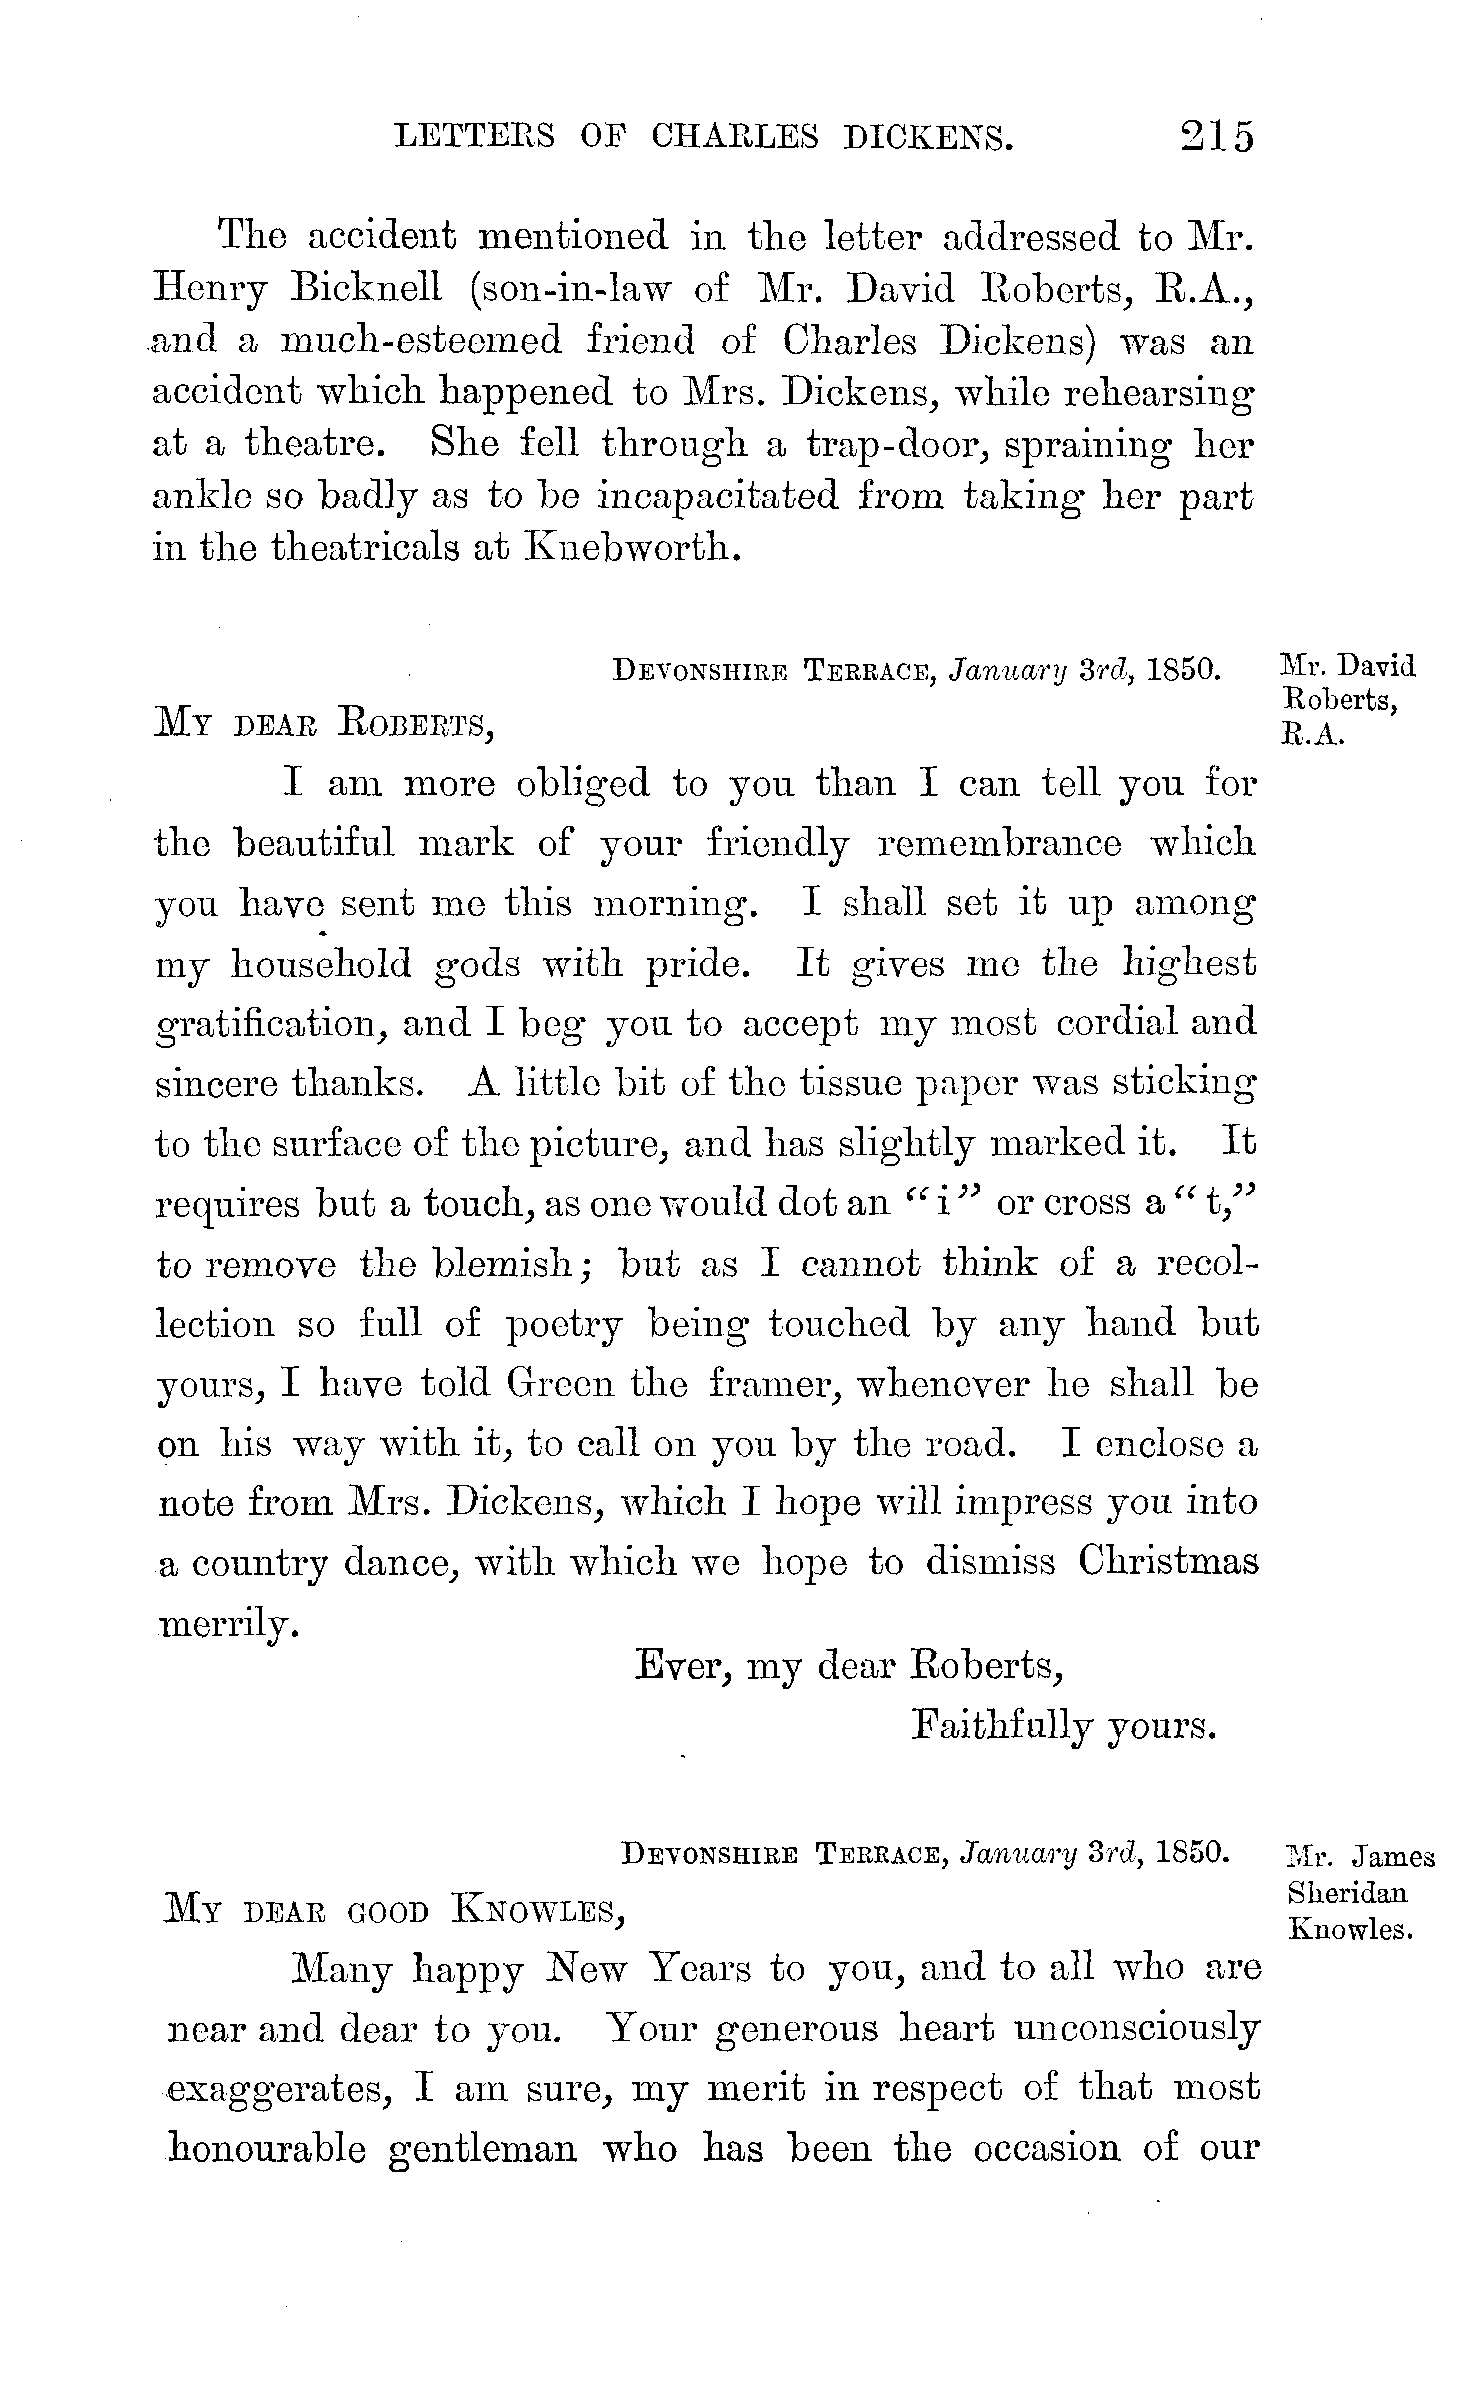 LETTERS OF CHARLES DICKENS. 215
The accident mentioned in the letter addressed to Mr.
Henry Bicknell (son-in-law of Mr. David Roberts, R.A.,
and a much-esteemed friend of Charles Dickens) was an
accident which happened to Mrs. Dickens, while rehearsing
at a theatre. She fell through a trap-door, spraining her
ankle so badly as to be incapacitated from taking her part
in the theatricals at Knebworth.
DEVONSHIRE TERRACE, January 3rd, 1850.
Mr. David
Roberts,
R.A.
MY DEAR ROBERTS,
I am more obliged to you than I can tell you for
the beautiful mark of your friendly remembrance which
you have sent me this morning. I shall set it up among
my household gods with pride. It gives me the highest
gratification, and I beg you to accept my most cordial and
sincere thanks. A little bit of the tissue paper was sticking
to the surface of the picture, and has slightly marked it. It
requires but a touch, as one would dot an “i” or cross a “t,”
to remove the blemish; but as I cannot think of a recol-
lection so full of poetry being touched by any hand but
yours, I have told Green the framer, whenever he shall be
on his way with it, to call on you by the road. I enclose a
note from Mrs. Dickens, which I hope will impress you into
a country dance, with which we hope to dismiss Christmas
merrily.
Ever, my dear Roberts,
Faithfully yours.
DEVONSHIRE TERRACE, January 3rd, 1850.
Mr. James
Sheridan
Knowles.
MY DEAR GOOD KNOWLES,
Many happy New Years to you, and to all who are
near and dear to you. Your generous heart unconsciously
exaggerates, I am sure, my merit in respect of that most
honourable gentleman who has been the occasion of our